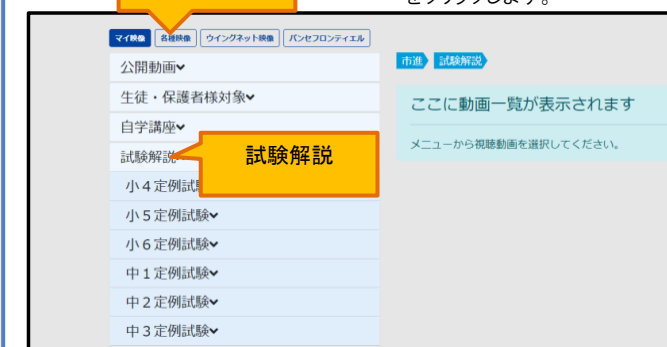 をクリックします。
マイ映像 各種映像 ウイングネット映像 パンセフロンティエル
公開動画
生徒・保護者様対象
自学講座
試験解説
試験解説
小4定例試
小5定例試験
小6定例試験
中1定例試験
中2定例試験
中3定例試験
市進 試験解説
ここに動画一覧が表示されます
メニューから視聴動画を選択してください。